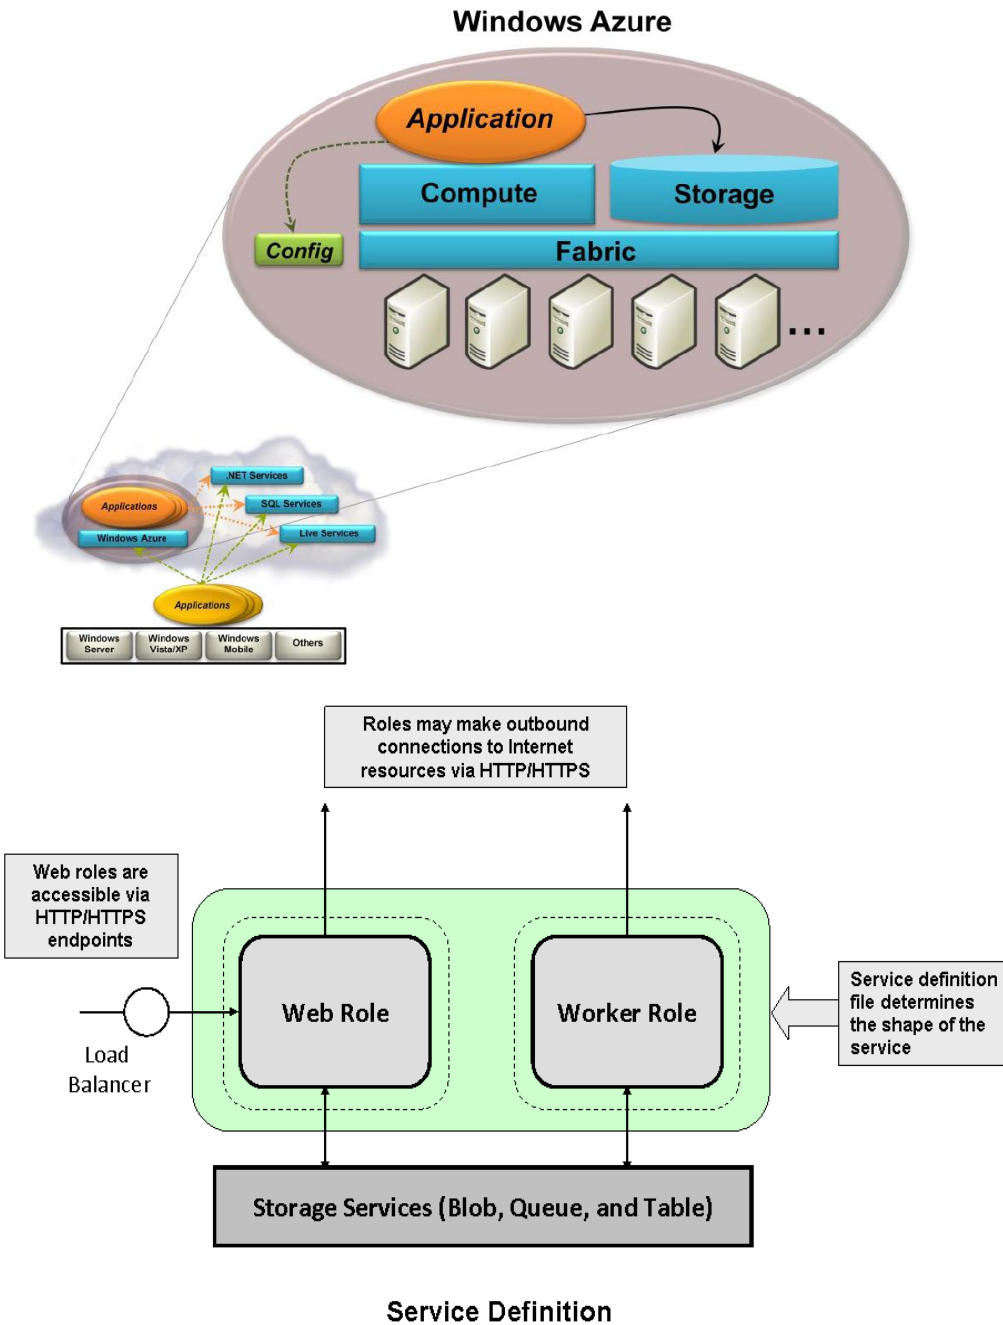 Windows Azure
Application
Compute
Storage
Config
Fabric
...
.NET Services
Applications
SQL Services
Windows Azure
Live Services
Applications
Windows
Server
Windows
Vista/XP
Windows
Mobile
Others
Roles may make outbound
connections to Internet
resources via HTTP/HTTPS
Web roles are
accessible via
HTTP/HTTPS
endpoints
Web Role
Worker Role
Service definition
file determines
the shape of the
service
Load
Balancer
Storage Services (Blob, Queue, and Table)
Service Definition